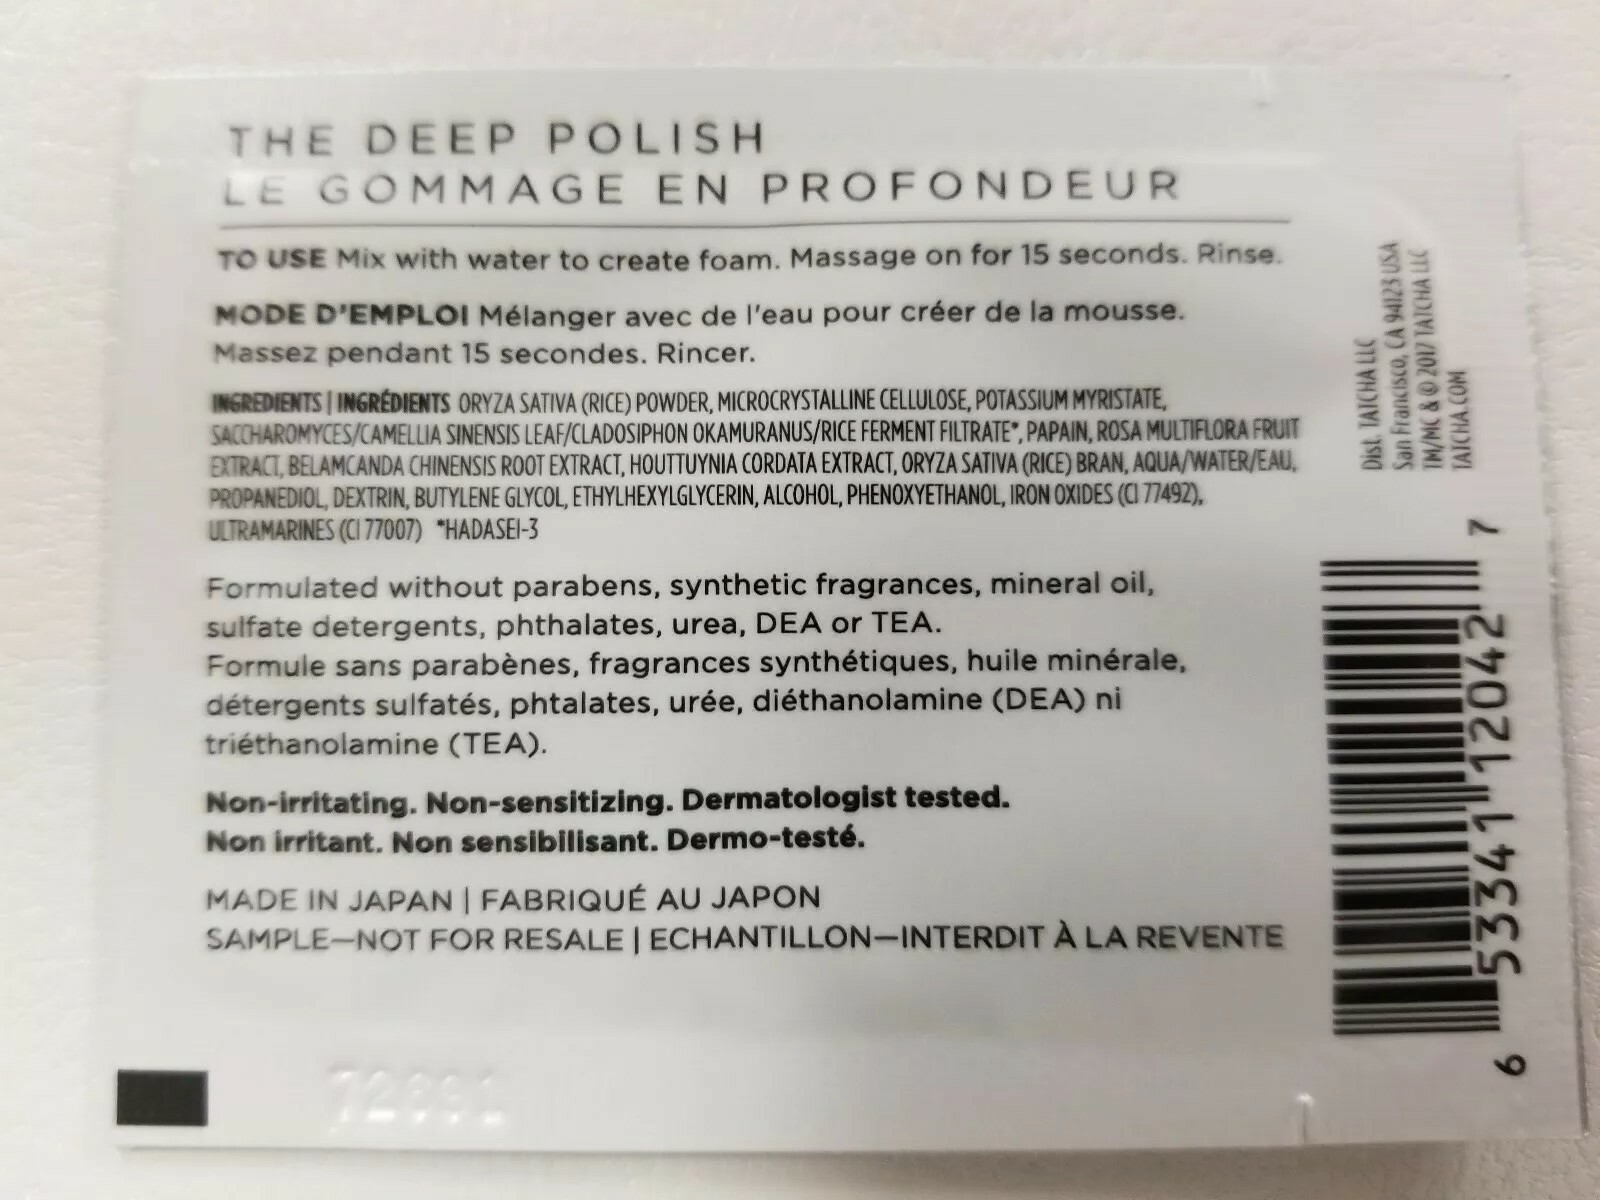 THE DEEP POLISH
LE GOMMAGE EN PROFONDEUR
TO USE Mix with water to create foam. Massage on for 15 seconds. Rinse.
MODE D'EMPLOI Mélanger avec de l'eau pour créer de la mousse.
Massez pendant 15 secondes. Rincer.
INGREDIENTS | INGRÉDIENTS ORYZA SATIVA (RICE) POWDER, MICROCRYSTALLINE CELLULOSE, POTASSIUM MYRISTATE,
SACCHAROMYCES/CAMELLIA SINENSIS LEAF/CLADOSIPHON OKAMURANUS/RICE FERMENT FILTRATE*, PAPAIN, ROSA MULTIFLORA FRUIT
EXTRACT, BELAMCANDA CHINENSIS ROOT EXTRACT, HOUTTUYNIA CORDATA EXTRACT, ORYZA SATIVA (RICE) BRAN, AQUA/WATER/EAU,
PROPANEDIOL, DEXTRIN, BUTYLENE GLYCOL, ETHYLHEXYLGLYCERIN, ALCOHOL, PHENOXYETHANOL, IRON OXIDES (CI 77492),
ULTRAMARINES (CI 77007) *HADASEI-3
Formulated without parabens, synthetic fragrances, mineral oil,
sulfate detergents, phthalates, urea, DEA or TEA.
Formule sans parabènes, fragrances synthétiques, huile minérale,
détergents sulfatés, phtalates, urée, diéthanolamine (DEA) ni
triéthanolamine (TEA).
Non-irritating. Non-sensitizing. Dermatologist tested.
Non irritant. Non sensibilisant. Dermo-testé.
MADE IN JAPAN | FABRIQUÉ AU JAPON
SAMPLE—NOT FOR RESALE | ECHANTILLON—INTERDIT À LA REVENTE
Dist. TATCHA LLC
San Francisco, CA 94123 USA
TM/MC & © 2017 TATCHA LLC
TATCHA.COM
6 53341 12042 7